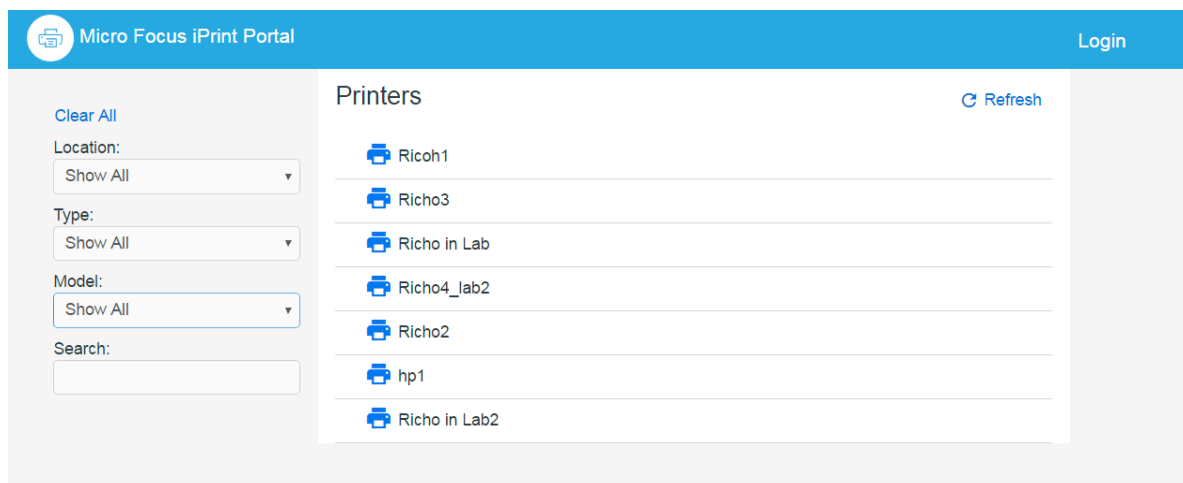 Micro Focus iPrint Portal
Login
Clear All
Location:
Show All
Type:
Show All
Model:
Show All
Search:
Printers
Refresh
Ricoh1
Richo3
Richo in Lab
Richo4_lab2
Richo2
hp1
Richo in Lab2